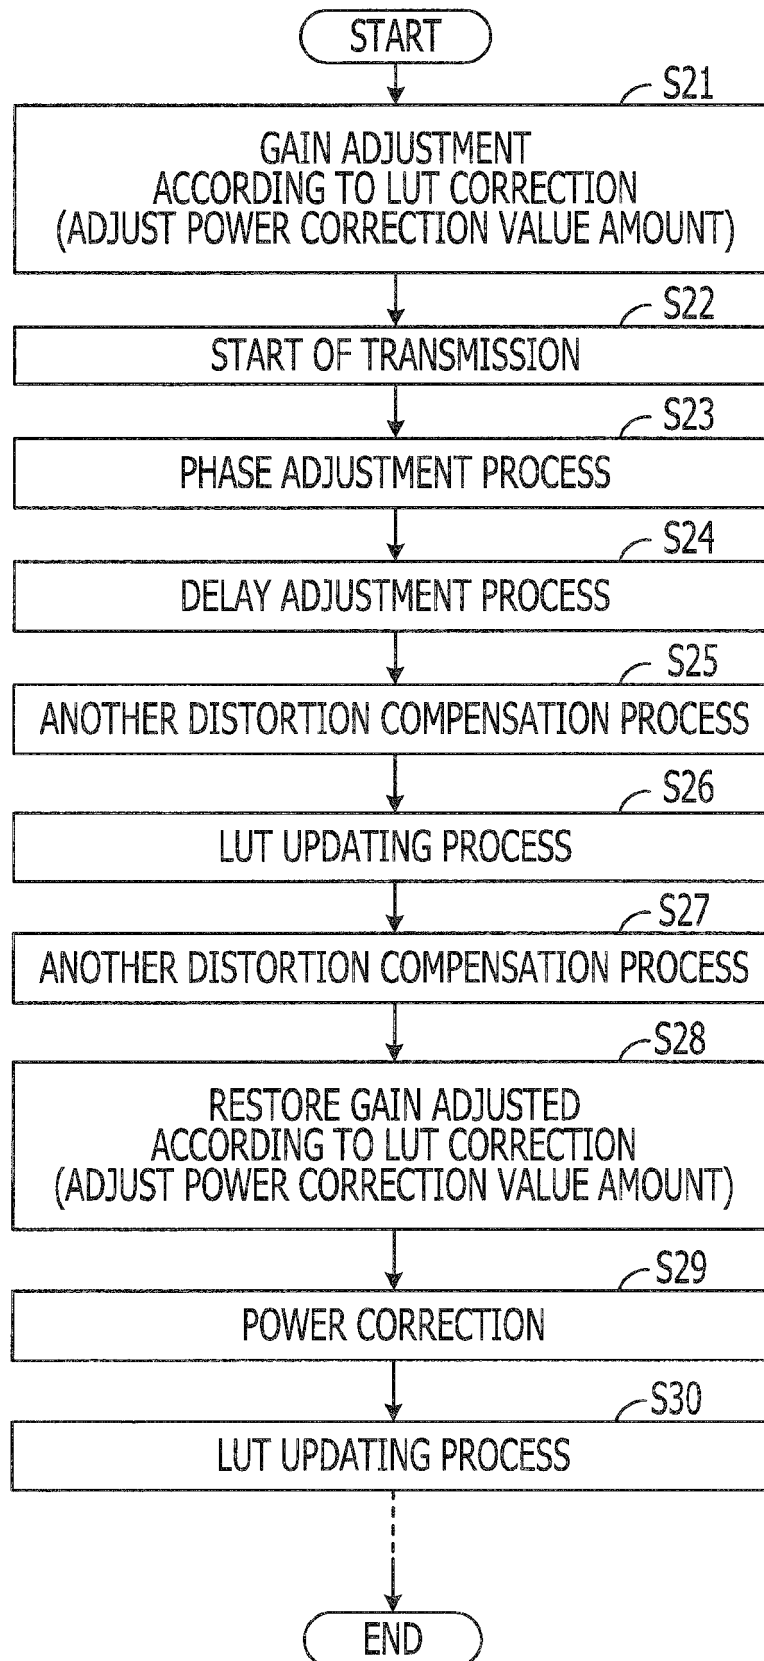 START
S21
GAIN ADJUSTMENT
ACCORDING TO LUT CORRECTION
(ADJUST POWER CORRECTION VALUE AMOUNT)
S22
START OF TRANSMISSION
S23
PHASE ADJUSTMENT PROCESS
S24
DELAY ADJUSTMENT PROCESS
S25
ANOTHER DISTORTION COMPENSATION PROCESS
S26
LUT UPDATING PROCESS
S27
ANOTHER DISTORTION COMPENSATION PROCESS
S28
RESTORE GAIN ADJUSTED
ACCORDING TO LUT CORRECTION
(ADJUST POWER CORRECTION VALUE AMOUNT)
S29
POWER CORRECTION
S30
LUT UPDATING PROCESS
END